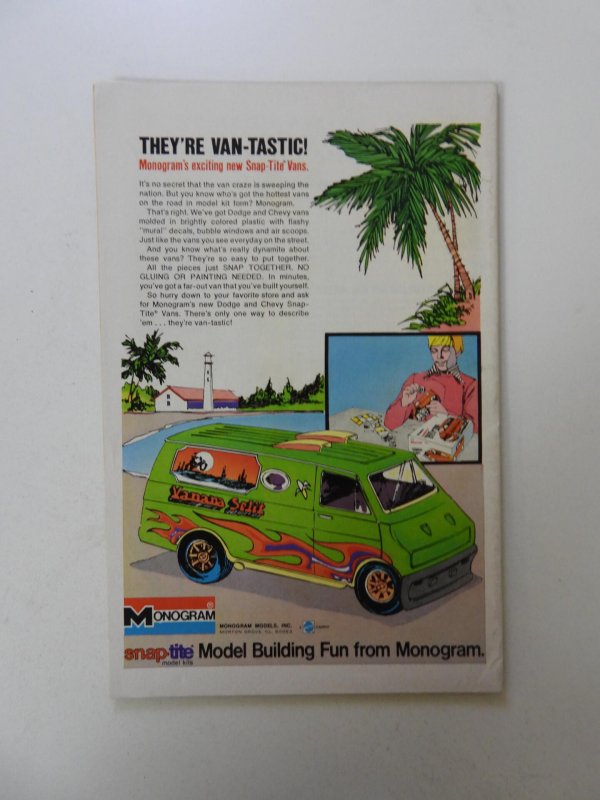 THEY'RE VAN-TASTIC!
Monogram's exciting new Snap-Tite® Vans.
It's no secret that the van craze is sweeping the
nation. But you know who's got the hottest vans
on the road in model kit form? Monogram.
That's right. We've got Dodge and Chevy vans
molded in brightly colored plastic with flashy
"mural" decals, bubble windows and air scoops.
Just like the vans you see everyday on the street.
And you know what's really dynamite about
these vans? They're so easy to put together.
All the pieces just SNAP TOGETHER. NO
GLUING OR PAINTING NEEDED. In minutes,
you've got a far-out van that you've built yourself.
So hurry down to your favorite store and ask
for Monogram's new Dodge and Chevy Snap-
Tite® Vans. There's only one way to describe
'em . . . they're van-tastic!
Vanana Split
MONOGRAM®
MONOGRAM MODELS, INC.
MORTON GROVE, IL. 60053
snap-tite®
model kits
Model Building Fun from Monogram.